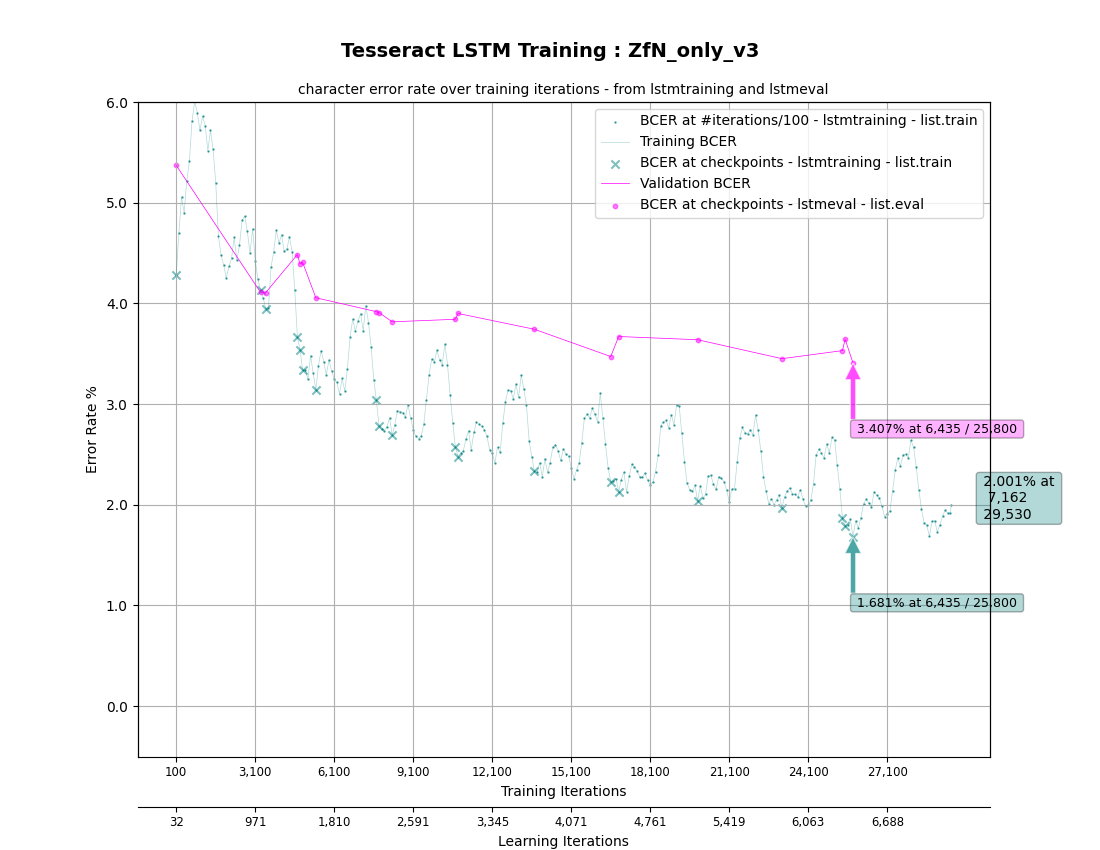 Tesseract LSTM Training : ZfN_only_v3
character error rate over training iterations - from lstmtraining and lstmeval
BCER at #iterations/100 - lstmtraining - list.train
Training BCER
BCER at checkpoints - lstmtraining - list.train
Validation BCER
BCER at checkpoints - lstmeval - list.eval
Error Rate %
6.0
5.0
4.0
3.0
2.0
1.0
0.0
3.407% at 6,435 / 25,800
2.001% at
7,162
29,530
1.681% at 6,435 / 25,800
100 3,100 6,100 9,100 12,100 15,100 18,100 21,100 24,100 27,100
Training Iterations
32 971 1,810 2,591 3,345 4,071 4,761 5,419 6,063 6,688
Learning Iterations